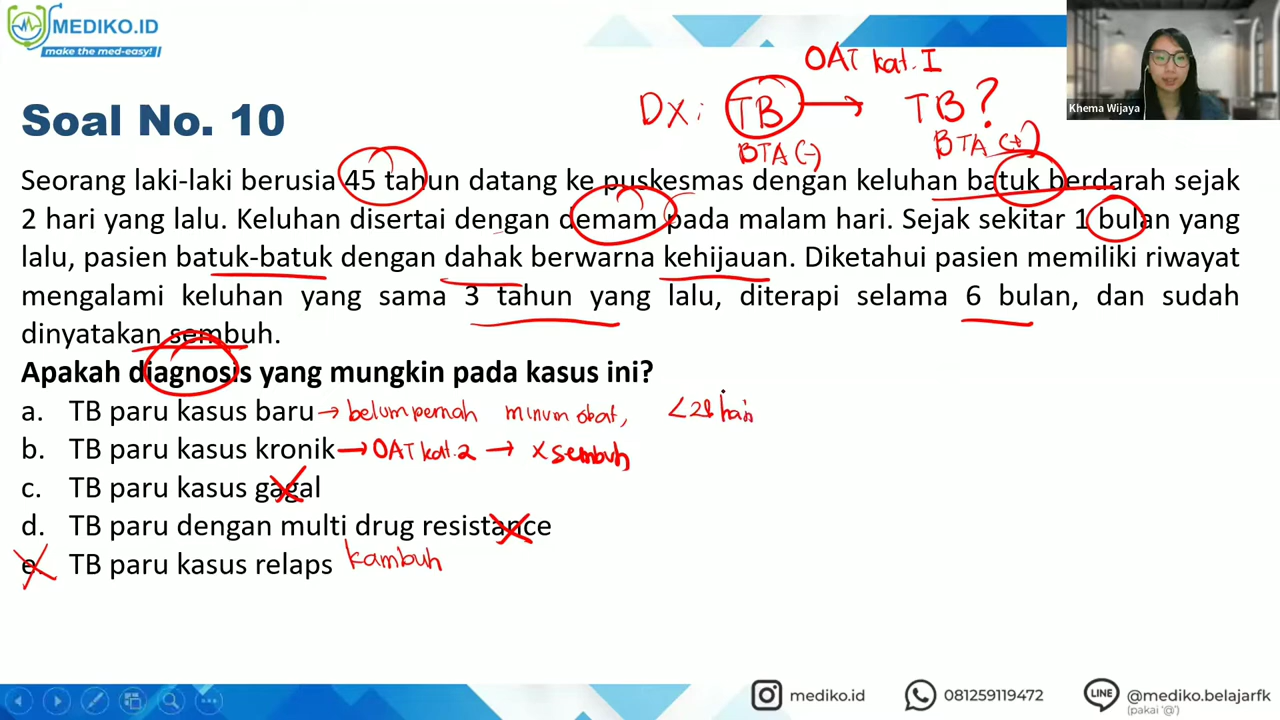 MEDIKO.ID
make the med-easy!
OAT kat. I
Khema Wijaya
Soal No. 10
DX : TB → TB?
BTA (-) BTA (+)
Seorang laki-laki berusia 45 tahun datang ke puskesmas dengan keluhan batuk berdarah sejak
2 hari yang lalu. Keluhan disertai dengan demam pada malam hari. Sejak sekitar 1 bulan yang
lalu, pasien batuk-batuk dengan dahak berwarna kehijauan. Diketahui pasien memiliki riwayat
mengalami keluhan yang sama 3 tahun yang lalu, diterapi selama 6 bulan, dan sudah
dinyatakan sembuh.
Apakah diagnosis yang mungkin pada kasus ini?
a. TB paru kasus baru → belum pernah minum obat, <28 hari
b. TB paru kasus kronik → OAT kat. 2 → x sembuh
c. TB paru kasus gagal
d. TB paru dengan multi drug resistance
e. TB paru kasus relaps kambuh
mediko.id
081259119472
LINE
@mediko.belajarfk
(pakai '@')